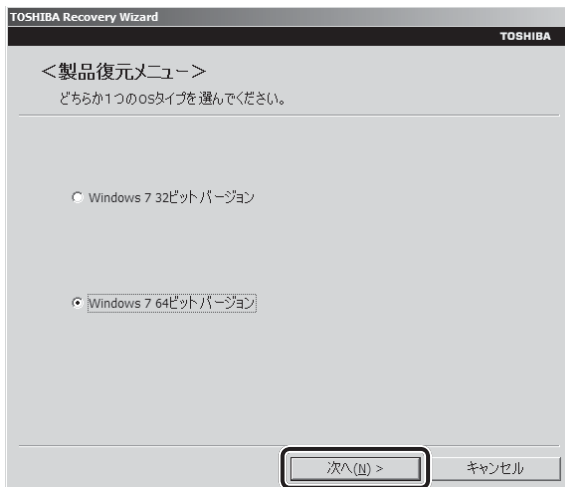 TOSHIBA Recovery Wizard
TOSHIBA
＜製品復元メニュー＞
どちらか1つのOSタイプを選んでください。
Windows 7 32ビットバージョン
Windows 7 64ビットバージョン
次へ(N) >
キャンセル